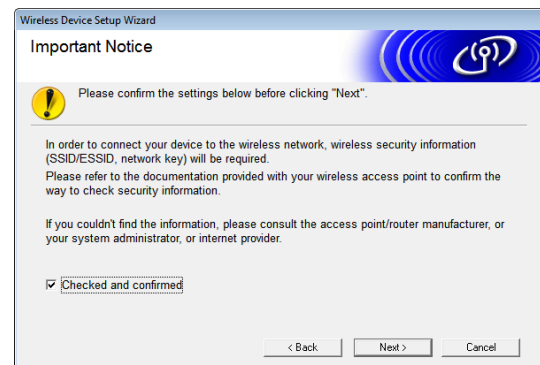 Wireless Device Setup Wizard
Important Notice
Please confirm the settings below before clicking "Next".
In order to connect your device to the wireless network, wireless security information
(SSID/ESSID, network key) will be required.
Please refer to the documentation provided with your wireless access point to confirm the
way to check security information.
If you couldn't find the information, please consult the access point/router manufacturer, or
your system administrator, or internet provider.
Checked and confirmed
< Back Next > Cancel